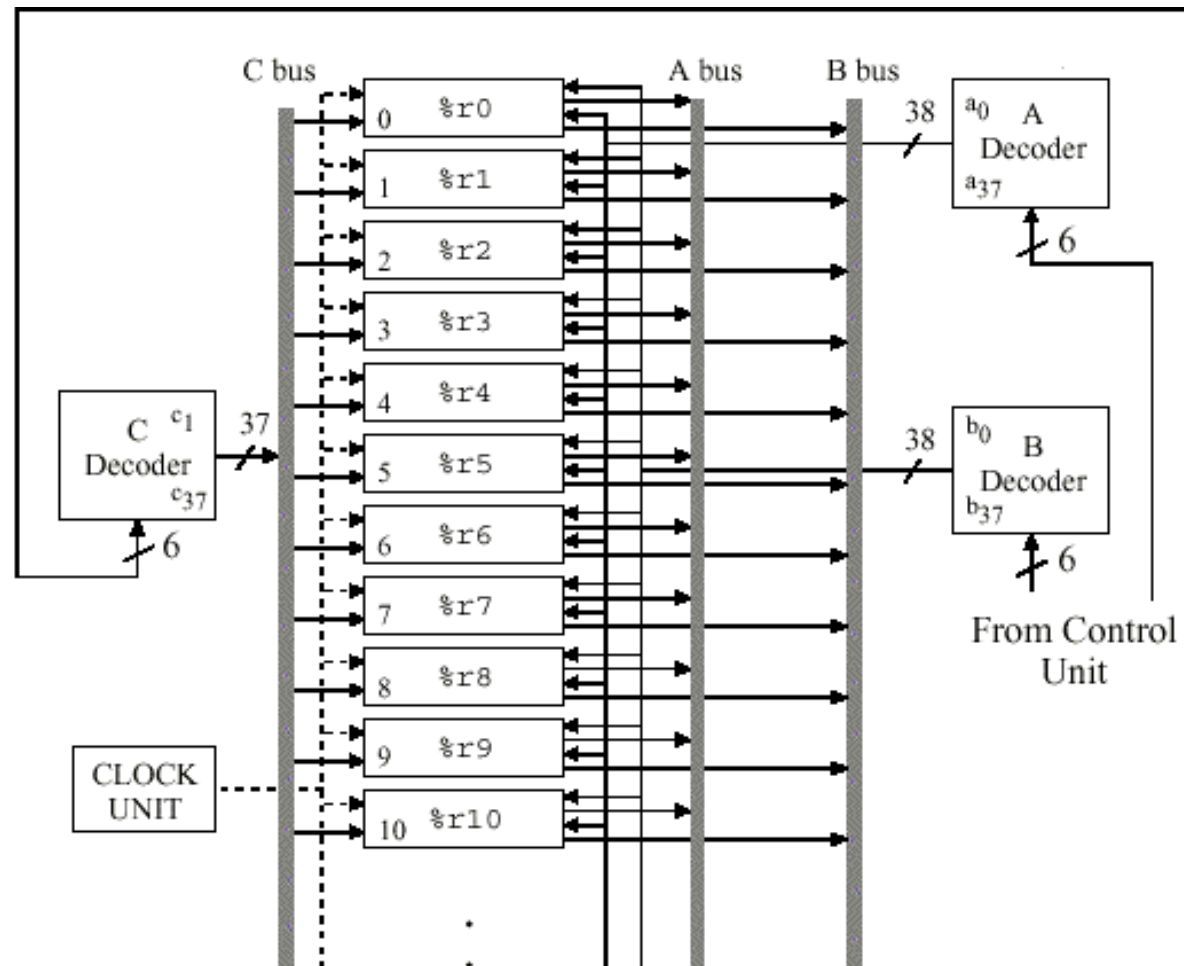 C bus
A bus
B bus
0 %r0
1 %r1
2 %r2
3 %r3
4 %r4
5 %r5
6 %r6
7 %r7
8 %r8
9 %r9
10 %r10
38
a0
A
Decoder
a37
6
C c1
Decoder
c37
37
6
38
b0
B
Decoder
b37
6
From Control
Unit
CLOCK
UNIT